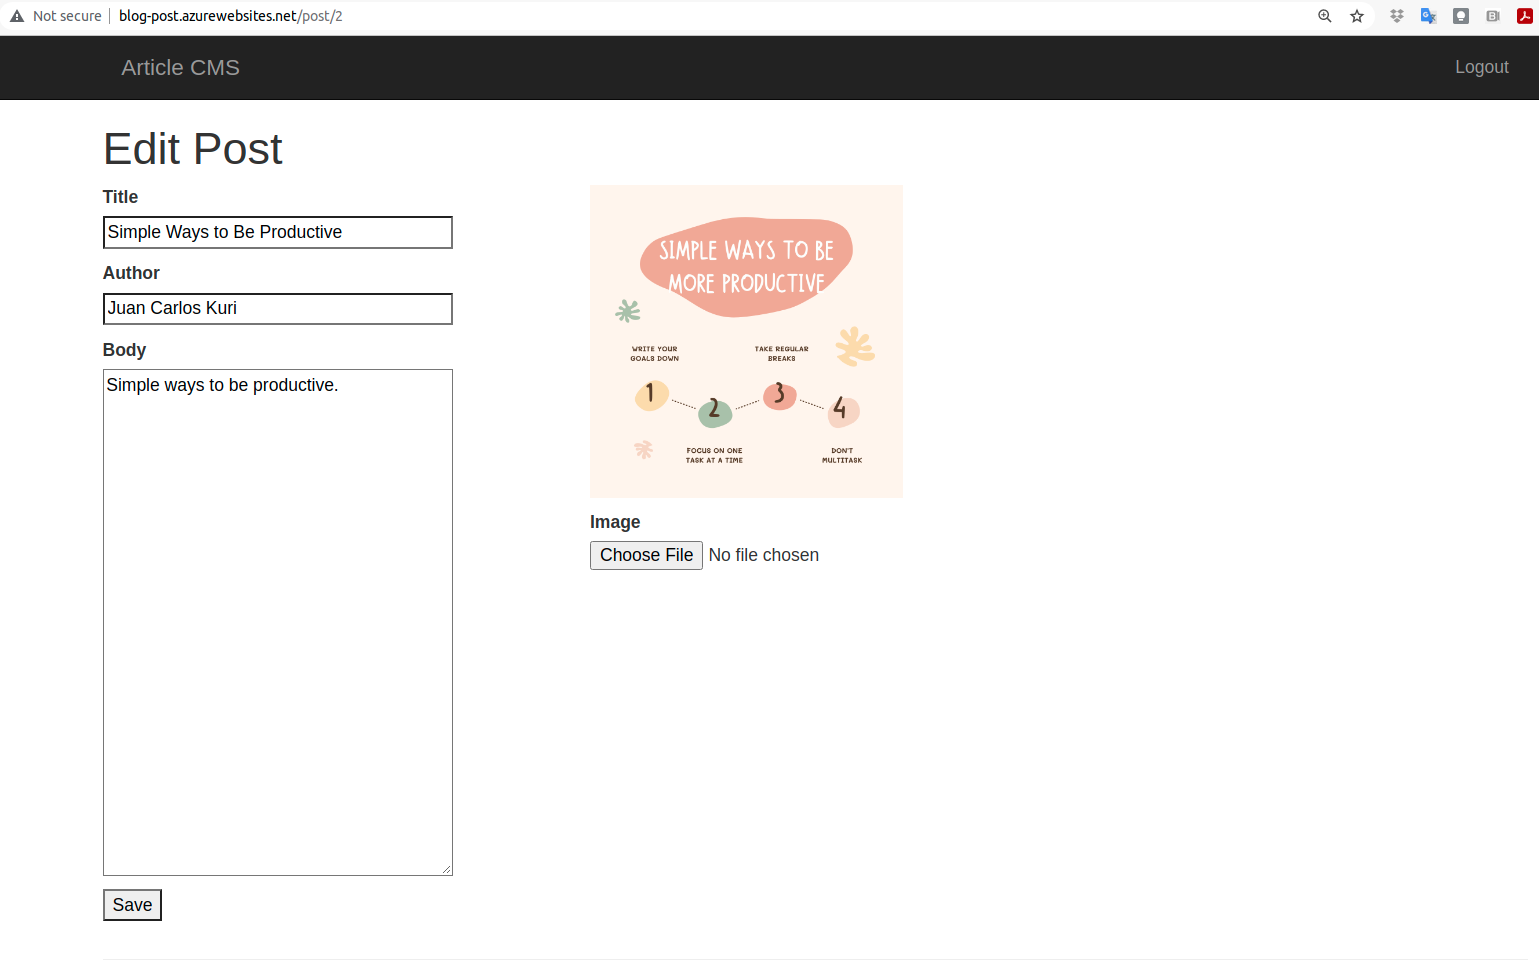 Not secure
blog-post.azurewebsites.net/post/2
Article CMS
Logout
Edit Post
Title
Simple Ways to Be Productive
Author
Juan Carlos Kuri
Body
Simple ways to be productive.
Save
SIMPLE WAYS TO BE
MORE PRODUCTIVE
WRITE YOUR
GOALS DOWN
TAKE REGULAR
BREAKS
1
2
3
4
FOCUS ON ONE
TASK AT A TIME
DON'T
MULTITASK
Image
Choose File No file chosen